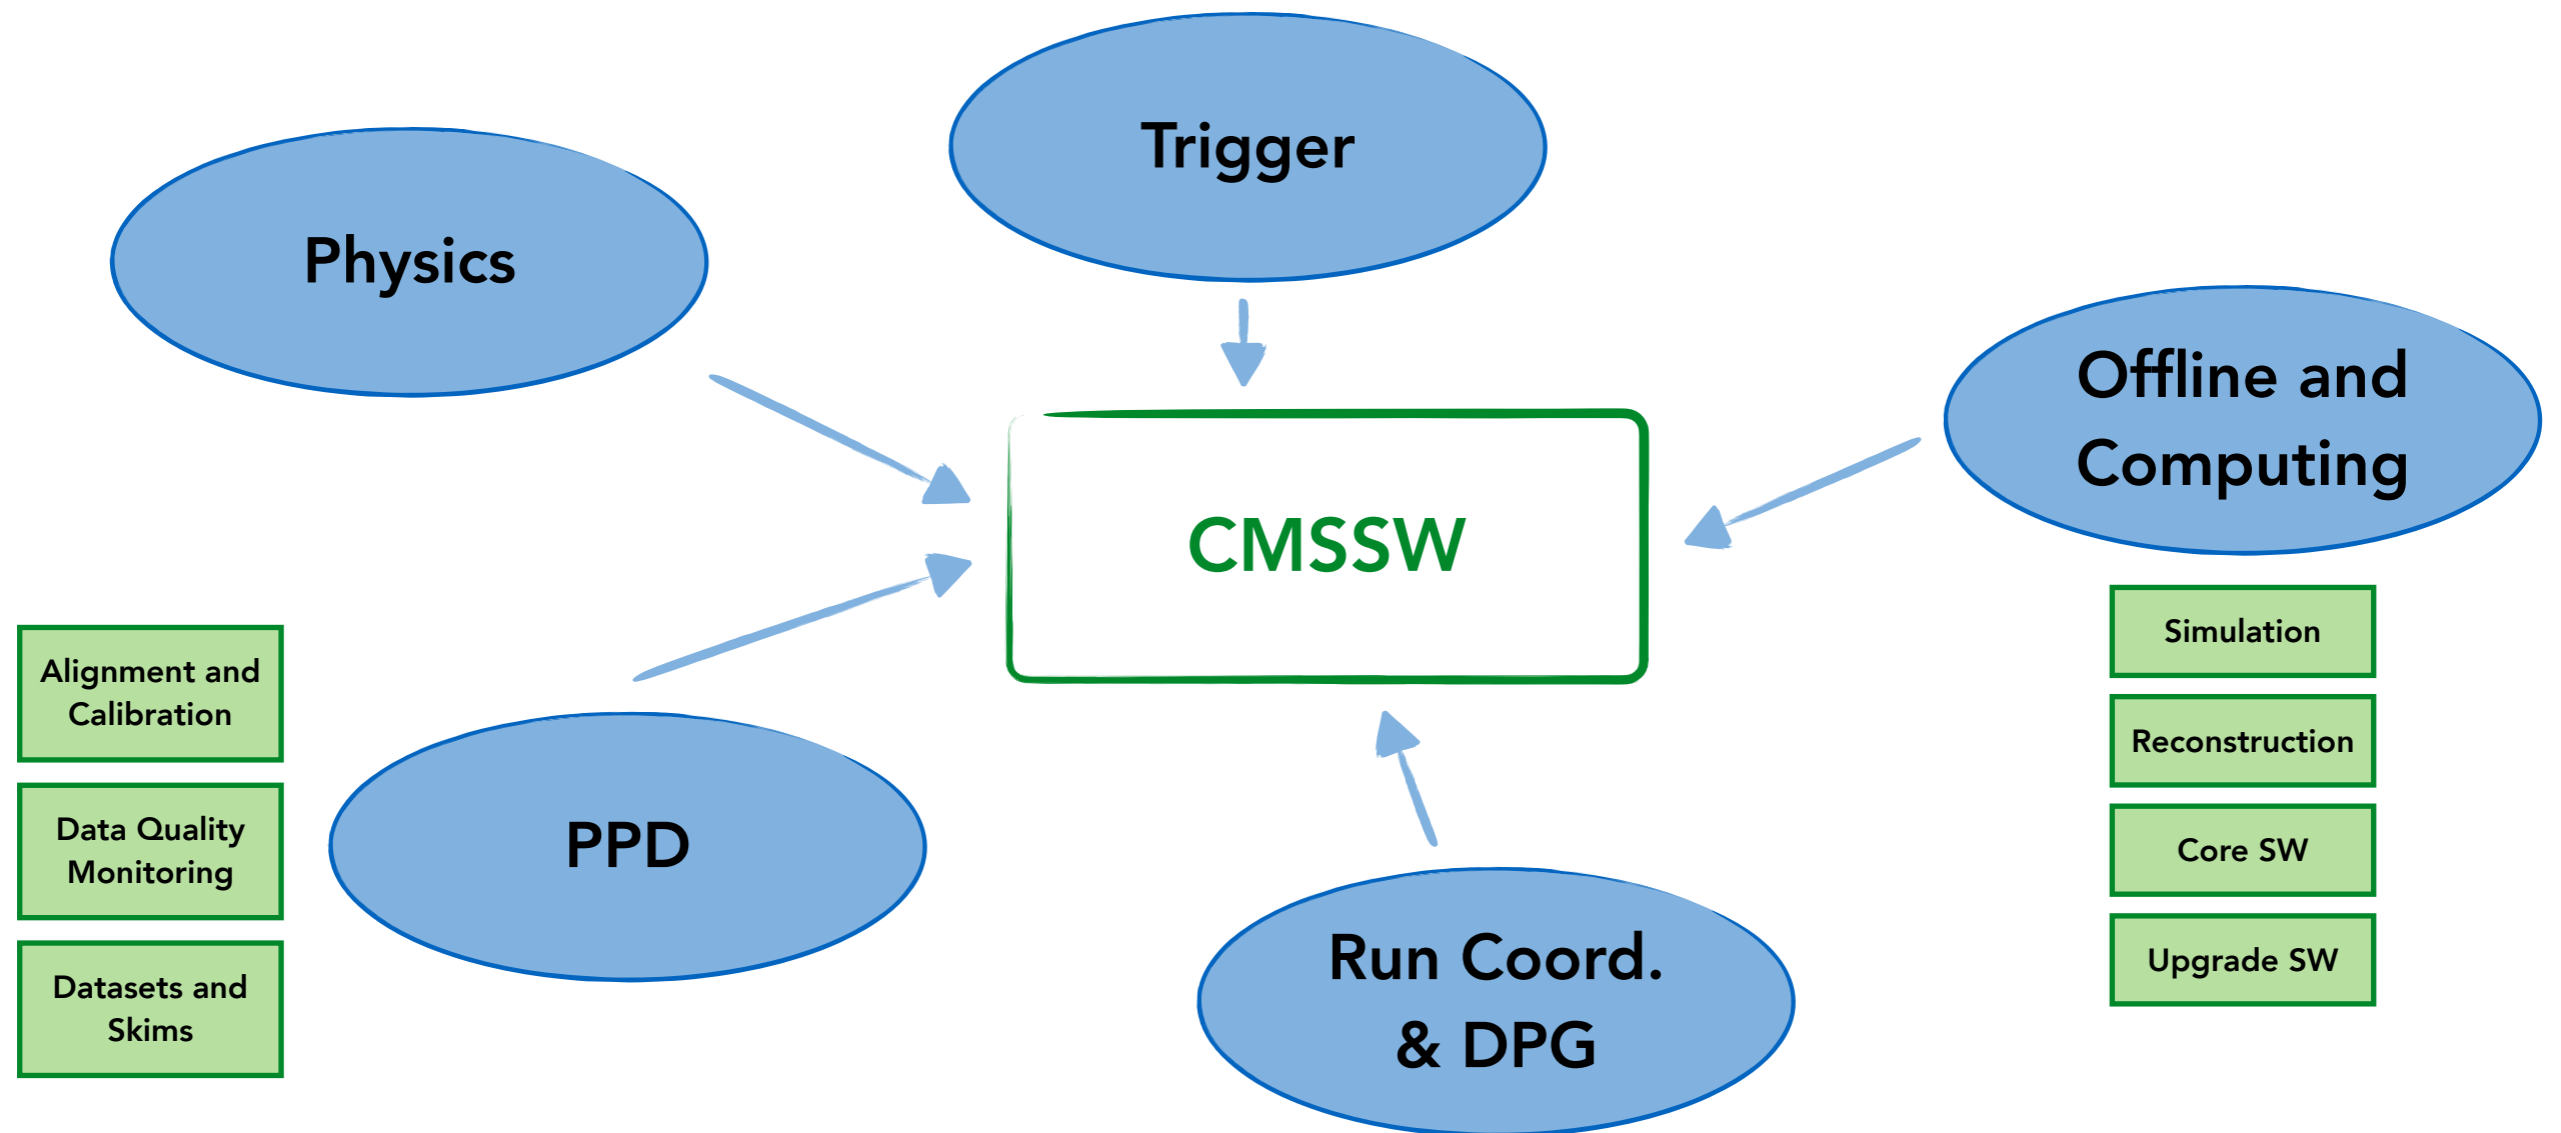 Trigger
Physics
Offline and
Computing
CMSSW
Alignment and
Calibration
Data Quality
Monitoring
Datasets and
Skims
PPD
Run Coord.
& DPG
Simulation
Reconstruction
Core SW
Upgrade SW